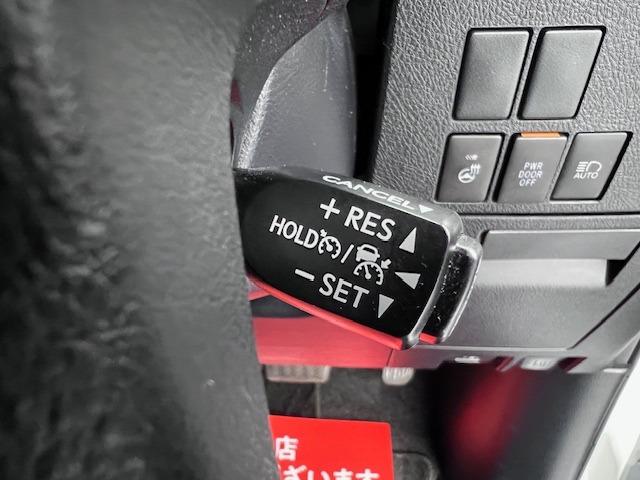 CANCEL▼
+RES▲
HOLD /
-SET▼
PWR
DOOR
OFF
AUTO
店
ざいます